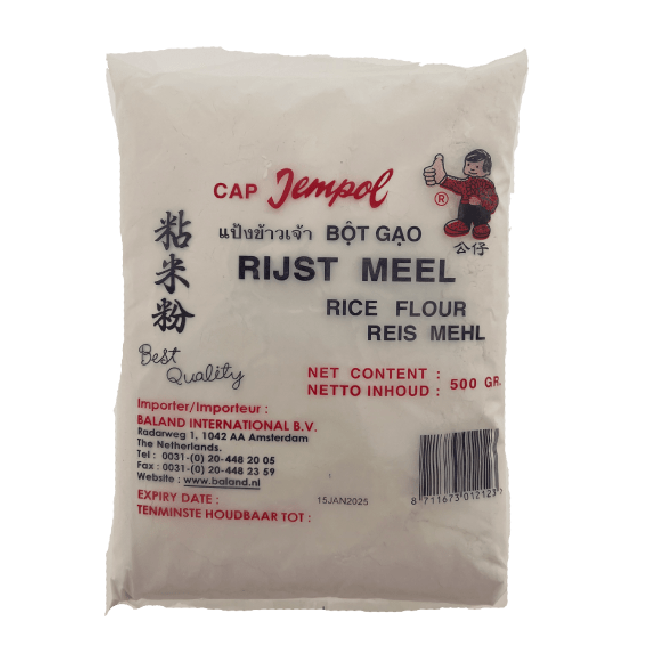 CAP Jempol
®
公仔
แป้งข้าวเจ้า BỘT GẠO
RIJST MEEL
RICE FLOUR
REIS MEHL
粘米粉
Best
Quality
NET CONTENT :
NETTO INHOUD : 500 GR.
Importer/Importeur :
BALAND INTERNATIONAL B.V.
Radarweg 1, 1042 AA Amsterdam
The Netherlands.
Tel : 0031-(0) 20-448 20 05
Fax : 0031-(0) 20-448 23 59
Website : www.baland.nl
EXPIRY DATE :
TENMINSTE HOUDBAAR TOT :
15JAN2025
8 711673 012123 >